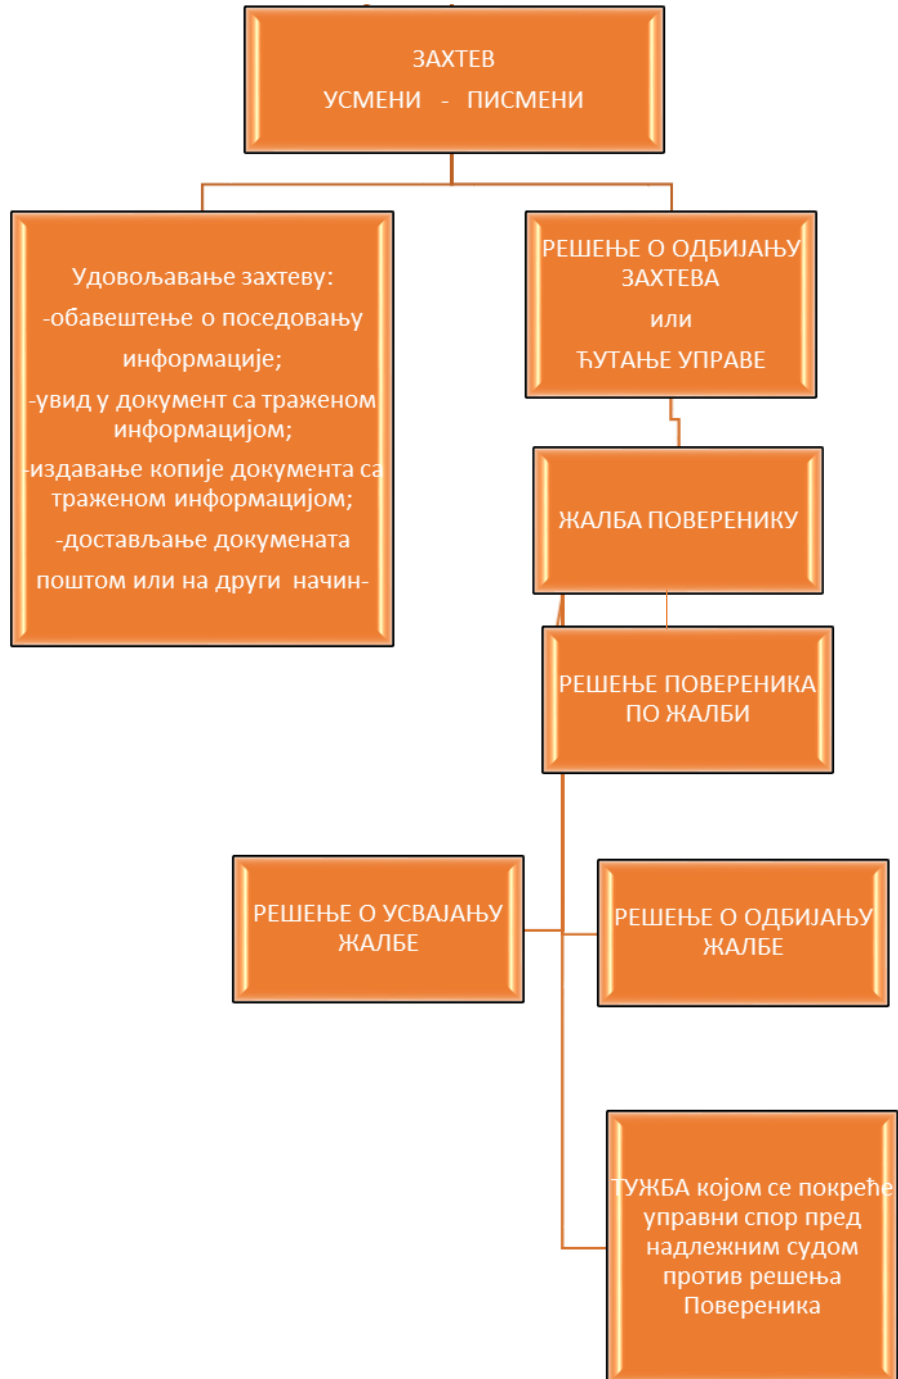 ЗАХТЕВ
УСМЕНИ - ПИСМЕНИ
Удовољавање захтеву:
-обавештење о поседовању
информације;
-увид у документ са траженом
информацијом;
-издавање копије документа са
траженом информацијом;
-достављање докумената
поштом или на други начин-
РЕШЕЊЕ О ОДБИЈАЊУ
ЗАХТЕВА
или
ЋУТАЊЕ УПРАВЕ
ЖАЛБА ПОВЕРЕНИКУ
РЕШЕЊЕ ПОВЕРЕНИКА
ПО ЖАЛБИ
РЕШЕЊЕ О УСВАЈАЊУ
ЖАЛБЕ
РЕШЕЊЕ О ОДБИЈАЊУ
ЖАЛБЕ
ТУЖБА којом се покреће
управни спор пред
надлежним судом
против решења
Повереника